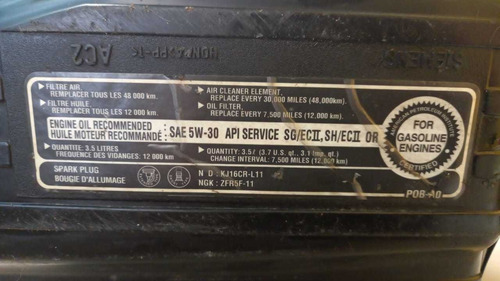 AC2
SIEMENS
FILTRE AIR
REMPLACER TOUS LES 48 000 km.
FILTRE HUILE
REMPLACER TOUS LES 12 000 km.
AIR CLEANER ELEMENT.
REPLACE EVERY 30,000 MILES (48,000km).
OIL FILTER.
REPLACE EVERY 7,500 MILES (12,000 km).
ENGINE OIL RECOMMENDED
HUILE MOTEUR RECOMMANDÉE
: SAE 5W-30 API SERVICE SG/ECII, SH/ECII OR
QUANTITE: 3.5 LITRES
FREQUENCE DES VIDANGES: 12 000 km
QUANTITY: 3.5ℓ (3.7 U.S. qt., 3.1 imp. qt.)
CHANGE INTERVAL: 7,500 MILES (12,000 km).
SPARK PLUG
BOUGIE D'ALLUMAGE
N D : KJ16CR-L11
NGK : ZFR5F-11
PETROLEUM
FOR
GASOLINE
ENGINES
CERTIFIED
P08-A0